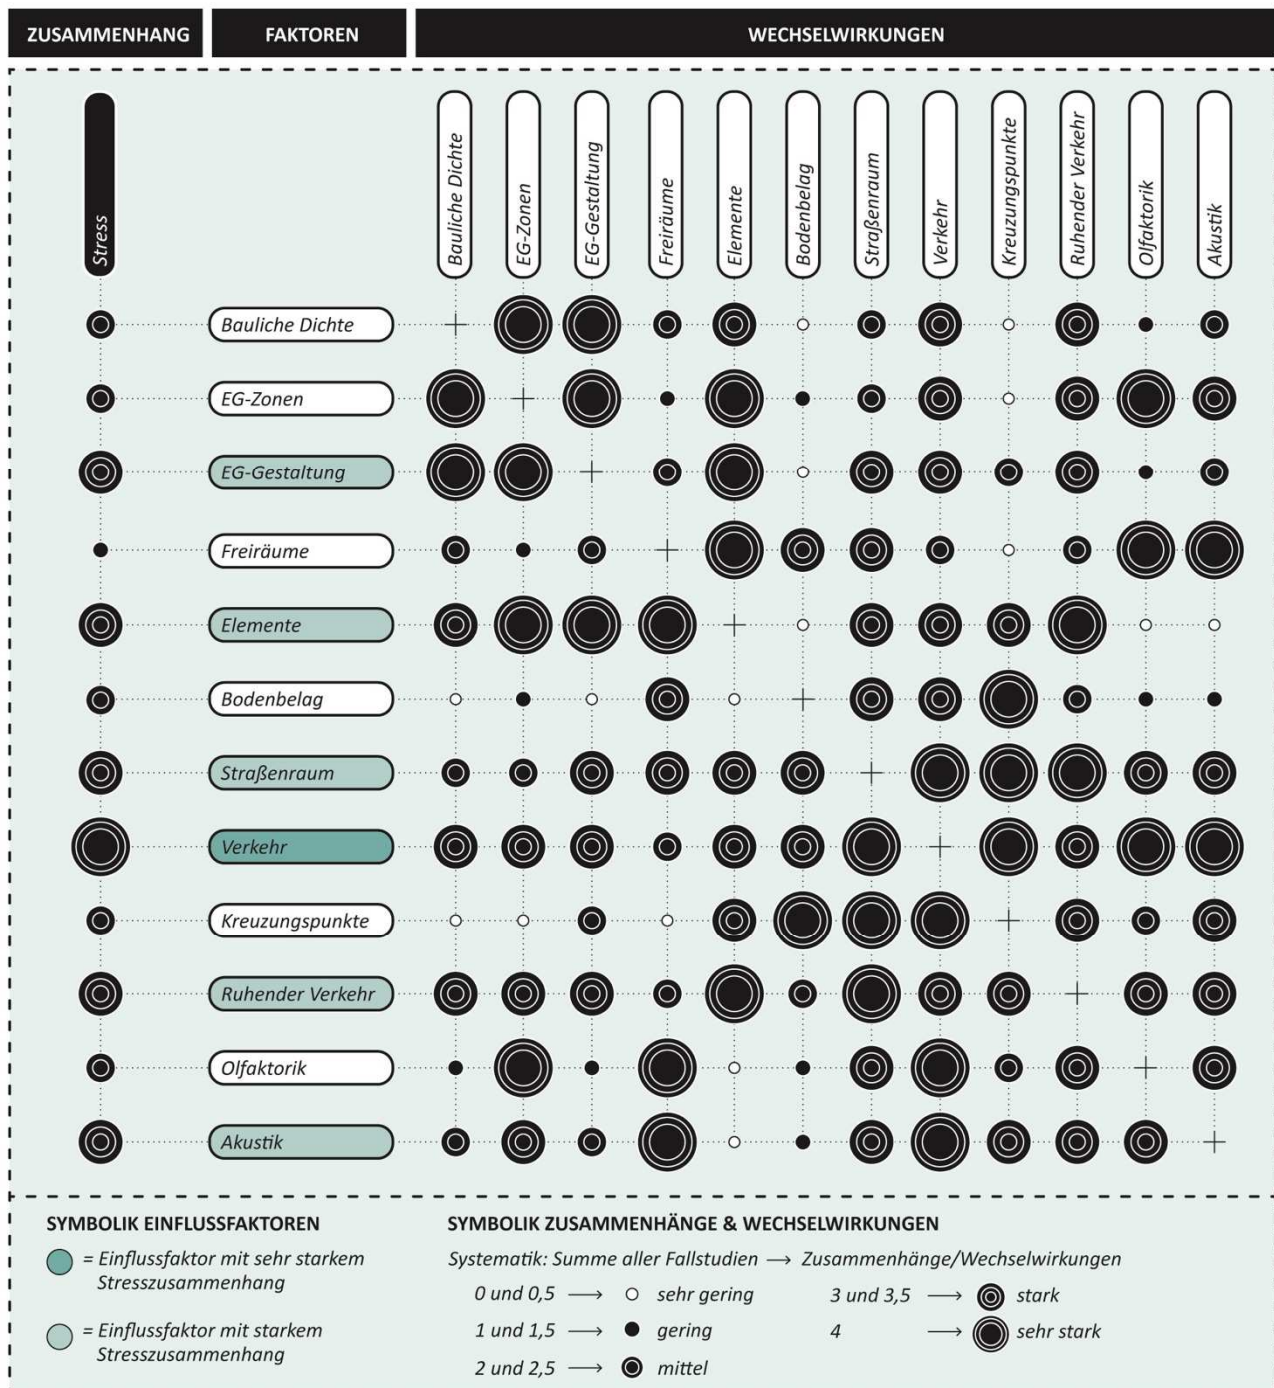 ZUSAMMENHANG FAKTOREN WECHSELWIRKUNGEN
Stress Bauliche Dichte EG-Zonen EG-Gestaltung Freiräume Elemente Bodenbelag Straßenraum Verkehr Kreuzungspunkte Ruhender Verkehr Olfaktorik Akustik
Bauliche Dichte
EG-Zonen
EG-Gestaltung
Freiräume
Elemente
Bodenbelag
Straßenraum
Verkehr
Kreuzungspunkte
Ruhender Verkehr
Olfaktorik
Akustik
SYMBOLIK EINFLUSSFAKTOREN
= Einflussfaktor mit sehr starkem
Stresszusammenhang
= Einflussfaktor mit starkem
Stresszusammenhang
SYMBOLIK ZUSAMMENHÄNGE & WECHSELWIRKUNGEN
Systematik: Summe aller Fallstudien → Zusammenhänge/Wechselwirkungen
0 und 0,5 → sehr gering
1 und 1,5 → gering
2 und 2,5 → mittel
3 und 3,5 → stark
4 → sehr stark